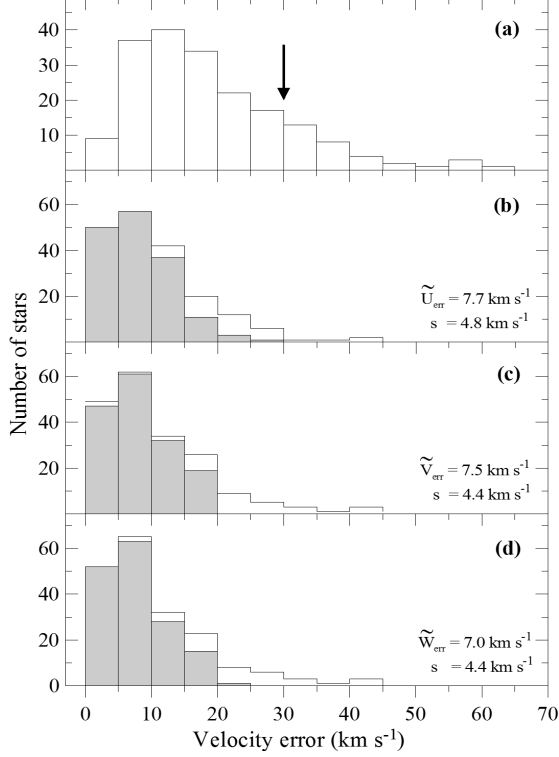 Number of stars
40
30
20
10
(a)
60
40
20
(b)
Ũerr = 7.7 km s-1
s = 4.8 km s-1
60
40
20
(c)
Ṽerr = 7.5 km s-1
s = 4.4 km s-1
60
40
20
0
(d)
W̃err = 7.0 km s-1
s = 4.4 km s-1
0 10 20 30 40 50 60 70
Velocity error (km s-1)